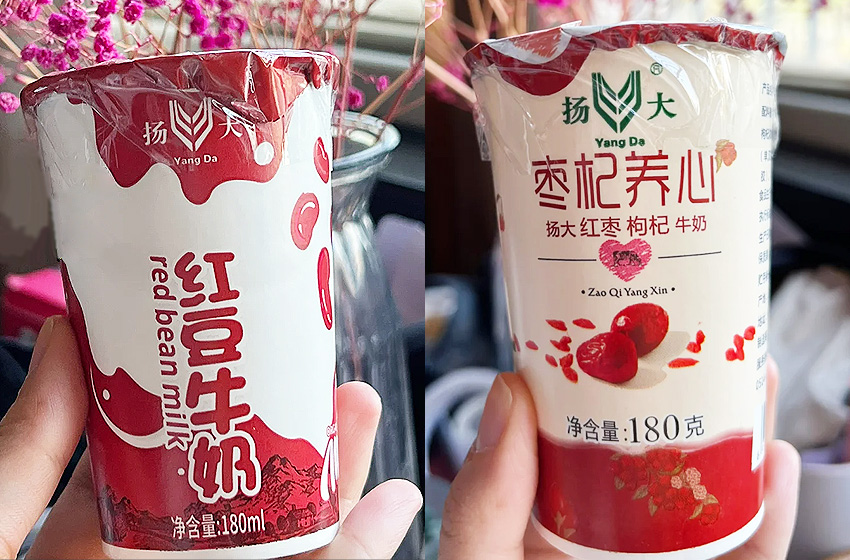 扬大
Yang Da
红豆牛奶
red bean milk
净含量:180ml
扬大
®
Yang Da
枣杞养心
扬大 红枣 枸杞 牛奶
• Zao Qi Yang Xin •
净含量:180克